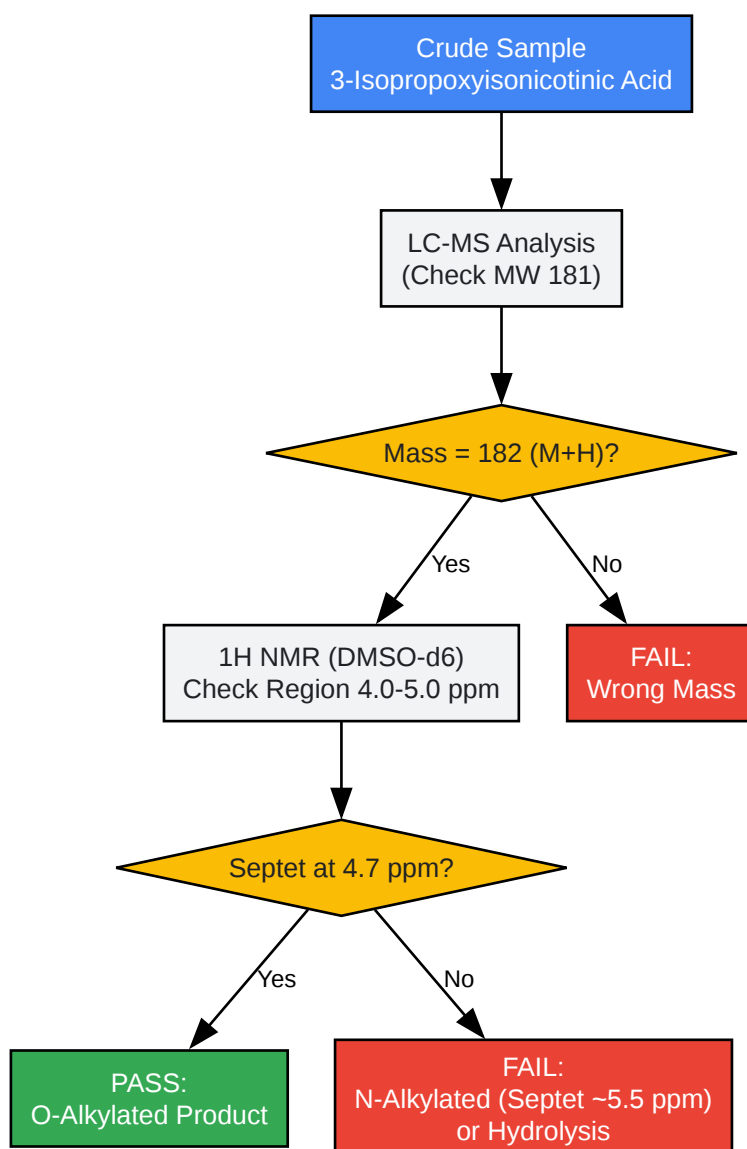 Crude Sample
3-Isopropoxyisonicotinic Acid
LC-MS Analysis
(Check MW 181)
Mass = 182 (M+H)?
Yes
No
1H NMR (DMSO-d6)
Check Region 4.0-5.0 ppm
FAIL:
Wrong Mass
Septet at 4.7 ppm?
Yes
No
PASS:
O-Alkylated Product
FAIL:
N-Alkylated (Septet ~5.5 ppm)
or Hydrolysis